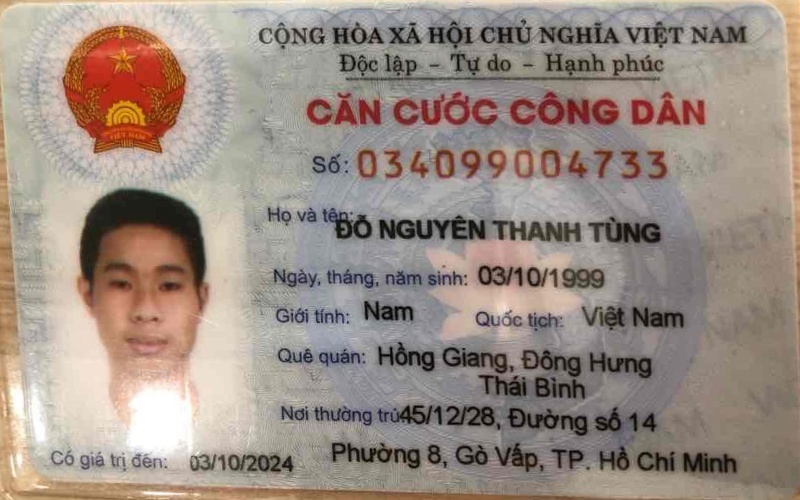 CỘNG HÒA XÃ HỘI CHỦ NGHĨA VIỆT NAM
Độc lập - Tự do - Hạnh phúc
CĂN CƯỚC CÔNG DÂN
Số: 034099004733
Họ và tên: ĐỖ NGUYÊN THANH TÙNG
Ngày, tháng, năm sinh: 03/10/1999
Giới tính: Nam Quốc tịch: Việt Nam
Quê quán: Hồng Giang, Đông Hưng
Thái Bình
Nơi thường trú: 45/12/28, Đường số 14
Phường 8, Gò Vấp, TP. Hồ Chí Minh
Có giá trị đến: 03/10/2024
VIỆT NAM